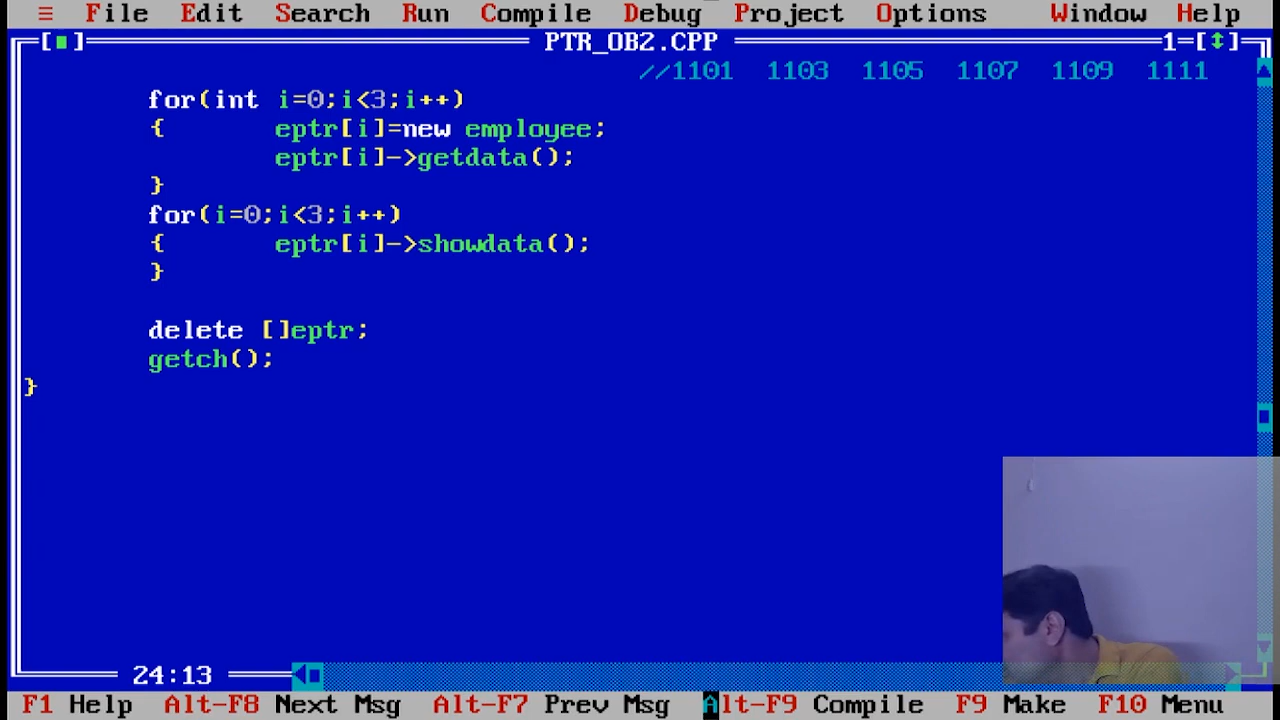 ≡ File Edit Search Run Compile Debug Project Options Window Help
[■] PTR_OB2.CPP 1=[↕]
//1101 1103 1105 1107 1109 1111
for(int i=0;i<3;i++)
{ eptr[i]=new employee;
eptr[i]->getdata();
}
for(i=0;i<3;i++)
{ eptr[i]->showdata();
}
delete []eptr;
getch();
}
24:13
F1 Help Alt-F8 Next Msg Alt-F7 Prev Msg Alt-F9 Compile F9 Make F10 Menu